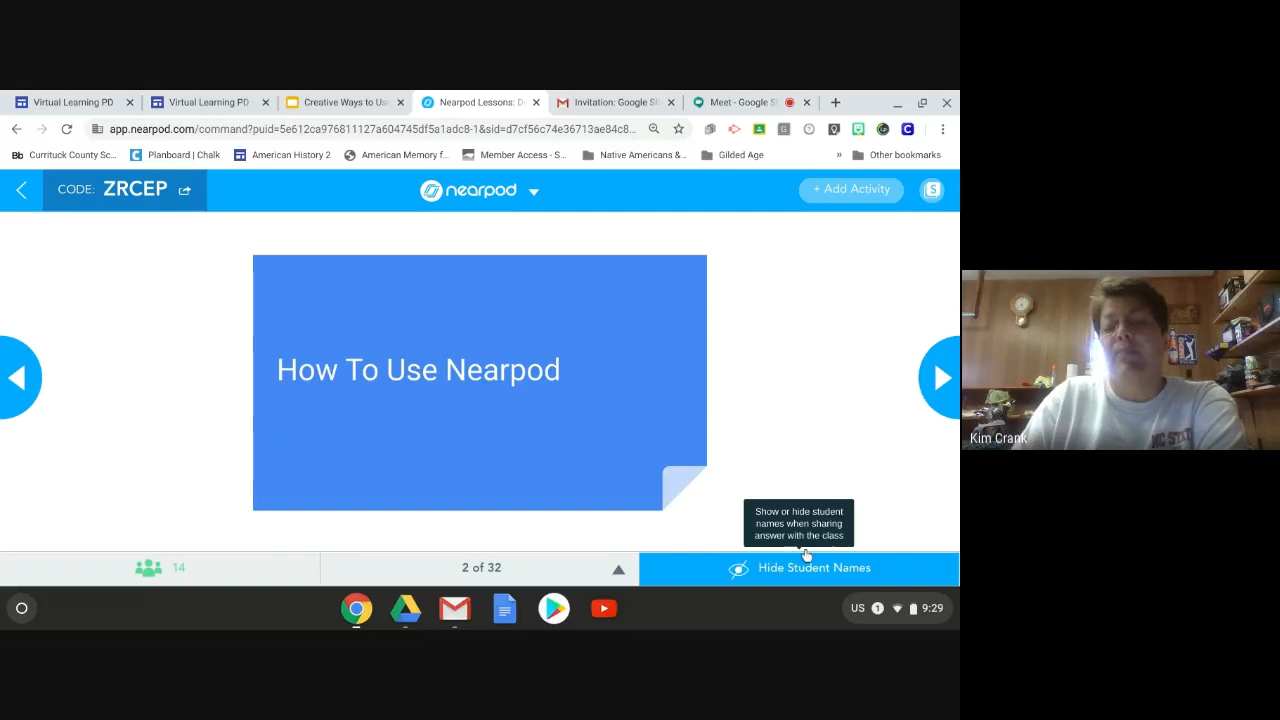 Virtual Learning PD
Virtual Learning PD
Creative Ways to Us
Nearpod Lessons: D
Invitation: Google Sl
Meet - Google S
app.nearpod.com/command?puid=5e612ca976811127a604745df5a1adc8-1&sid=d7cf56c74e36713ae84c8...
Bb Currituck County Sc...
Planboard | Chalk
American History 2
American Memory f...
Member Access - S...
Native Americans &...
Gilded Age
»
Other bookmarks
CODE: ZRCEP
nearpod
+ Add Activity
S
How To Use Nearpod
Show or hide student
names when sharing
answer with the class
14
2 of 32
Hide Student Names
US 1 9:29
Kim Crank
NC STATE